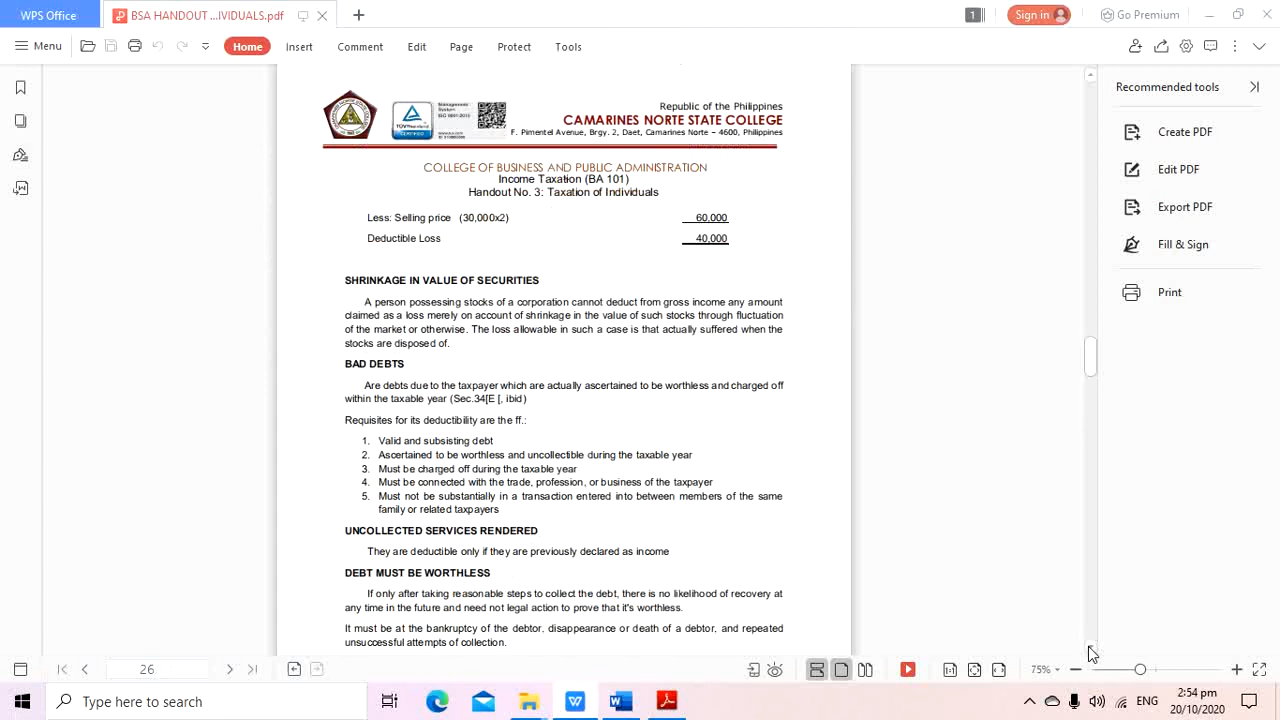 WPS Office
BSA HANDOUT ...IVIDUALS.pdf
1
Sign in
Go Premium
Menu
Home
Insert
Comment
Edit
Page
Protect
Tools
Republic of the Philippines
CAMARINES NORTE STATE COLLEGE
F. Pimentel Avenue, Brgy. 2, Daet, Camarines Norte – 4600, Philippines
Management
System
ISO 9001:2015
COLLEGE OF BUSINESS AND PUBLIC ADMINISTRATION
Income Taxation (BA 101)
Handout No. 3: Taxation of Individuals
Less: Selling price (30,000x2) 60,000
Deductible Loss 40,000
SHRINKAGE IN VALUE OF SECURITIES
A person possessing stocks of a corporation cannot deduct from gross income any amount
claimed as a loss merely on account of shrinkage in the value of such stocks through fluctuation
of the market or otherwise. The loss allowable in such a case is that actually suffered when the
stocks are disposed of.
BAD DEBTS
Are debts due to the taxpayer which are actually ascertained to be worthless and charged off
within the taxable year (Sec.34[E [, ibid)
Requisites for its deductibility are the ff.:
1. Valid and subsisting debt
2. Ascertained to be worthless and uncollectible during the taxable year
3. Must be charged off during the taxable year
4. Must be connected with the trade, profession, or business of the taxpayer
5. Must not be substantially in a transaction entered into between members of the same
family or related taxpayers
UNCOLLECTED SERVICES RENDERED
They are deductible only if they are previously declared as income
DEBT MUST BE WORTHLESS
If only after taking reasonable steps to collect the debt, there is no likelihood of recovery at
any time in the future and need not legal action to prove that it's worthless.
It must be at the bankruptcy of the debtor, disappearance or death of a debtor, and repeated
unsuccessful attempts of collection.
Recommended tools
Create PDF
Edit PDF
Export PDF
Fill & Sign
Print
26
75%
Type here to search
ENG
2:54 pm
20/10/2020